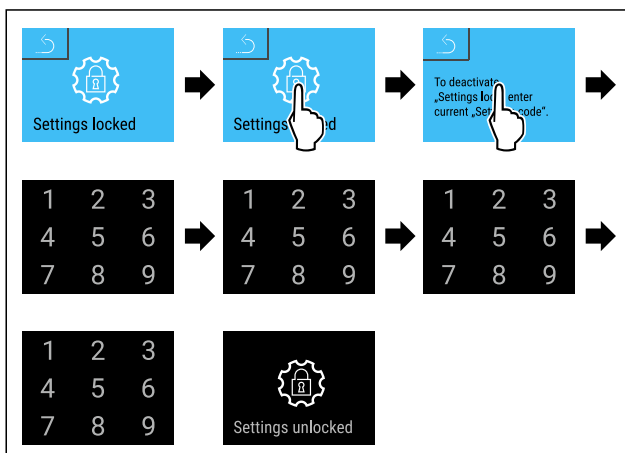 Settings locked
Settings ed
To deactivate
„Settings lock enter
current „Set code“.
1 2 3
4 5 6
7 8 9
1 2 3
4 5 6
7 8 9
1 2 3
4 5 6
7 8 9
1 2 3
4 5 6
7 8 9
Settings unlocked